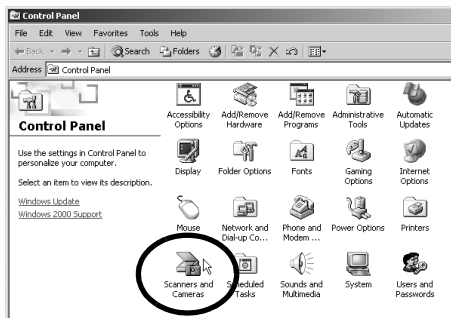 Control Panel
File Edit View Favorites Tools Help
Back Search Folders
Address Control Panel
Control Panel
Use the settings in Control Panel to
personalize your computer.
Select an item to view its description.
Windows Update
Windows 2000 Support
Accessibility Options
Add/Remove Hardware
Add/Remove Programs
Administrative Tools
Automatic Updates
Display
Folder Options
Fonts
Gaming Options
Internet Options
Mouse
Network and Dial-up Co...
Phone and Modem ...
Power Options
Printers
Scanners and Cameras
Scheduled Tasks
Sounds and Multimedia
System
Users and Passwords